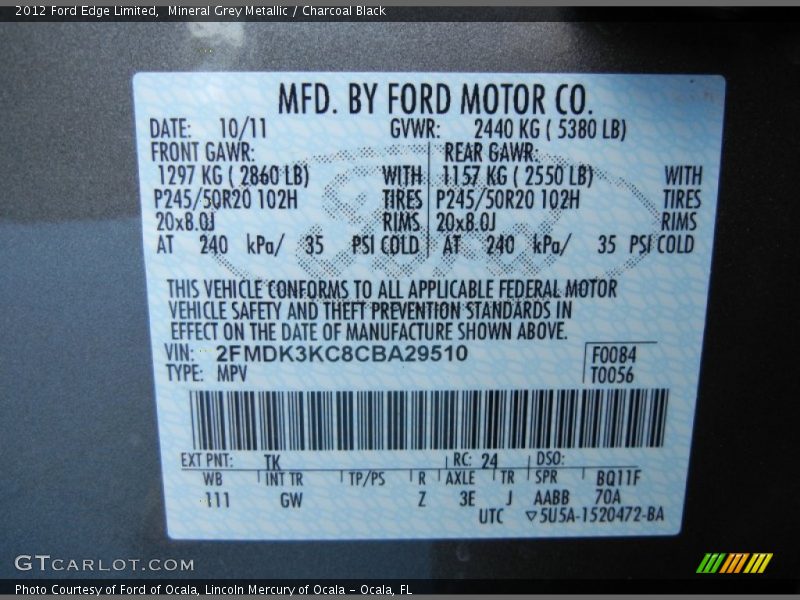 2012 Ford Edge Limited,  Mineral Grey Metallic / Charcoal Black
MFD. BY FORD MOTOR CO.
DATE: 10/11 GVWR: 2440 KG ( 5380 LB)
FRONT GAWR: REAR GAWR:
1297 KG ( 2860 LB) WITH 1157 KG ( 2550 LB) WITH
P245/50R20 102H TIRES P245/50R20 102H TIRES
20x8.0J RIMS 20x8.0J RIMS
AT 240 kPa/ 35 PSI COLD AT 240 kPa/ 35 PSI COLD
THIS VEHICLE CONFORMS TO ALL APPLICABLE FEDERAL MOTOR
VEHICLE SAFETY AND THEFT PREVENTION STANDARDS IN
EFFECT ON THE DATE OF MANUFACTURE SHOWN ABOVE.
VIN: 2FMDK3KC8CBA29510 F0084
TYPE: MPV T0056
EXT PNT: TK RC: 24 DSO:
WB INT TR TP/PS R AXLE TR SPR BQ11F
111 GW Z 3E J AABB 70A
UTC ▽5U5A-1520472-BA
GTCARLOT.COM
Photo Courtesy of Ford of Ocala, Lincoln Mercury of Ocala – Ocala, FL